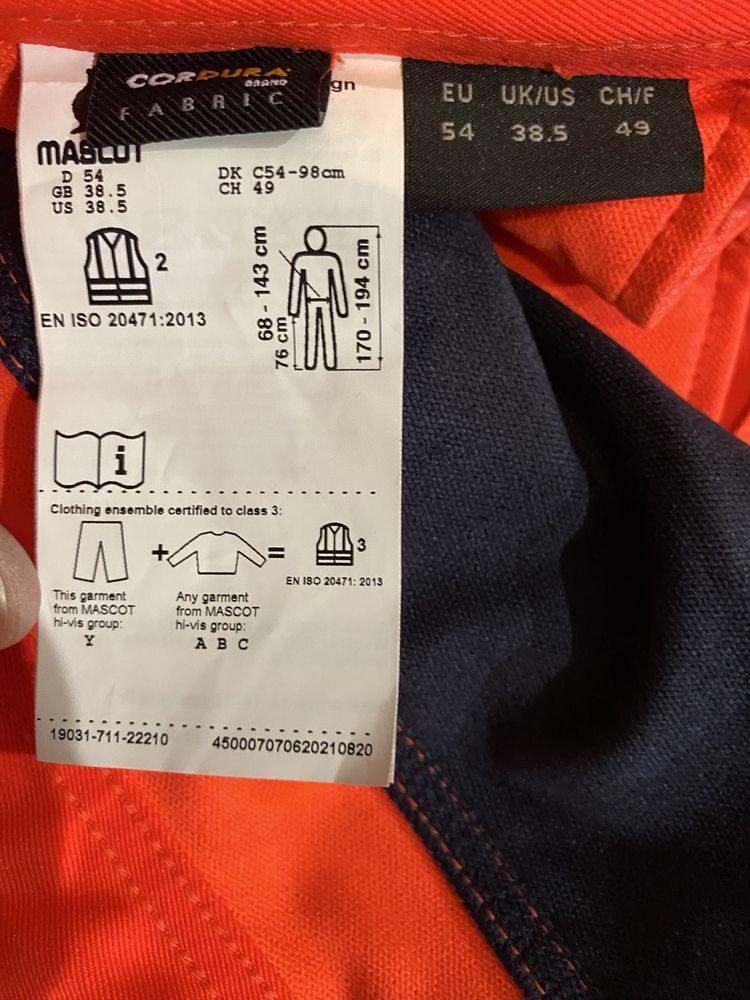 CORDURA
BRAND
FABRIC
gn
EU UK/US CH/F
54 38.5 49
MASCOT
D 54
GB 38.5
US 38.5
DK C54-98cm
CH 49
2
EN ISO 20471:2013
68 - 143 cm
76 cm
170 - 194 cm
i
Clothing ensemble certified to class 3:
+ = 3
EN ISO 20471: 2013
This garment
from MASCOT
hi-vis group:
Y
Any garment
from MASCOT
hi-vis group:
A B C
19031-711-22210 450007070620210820